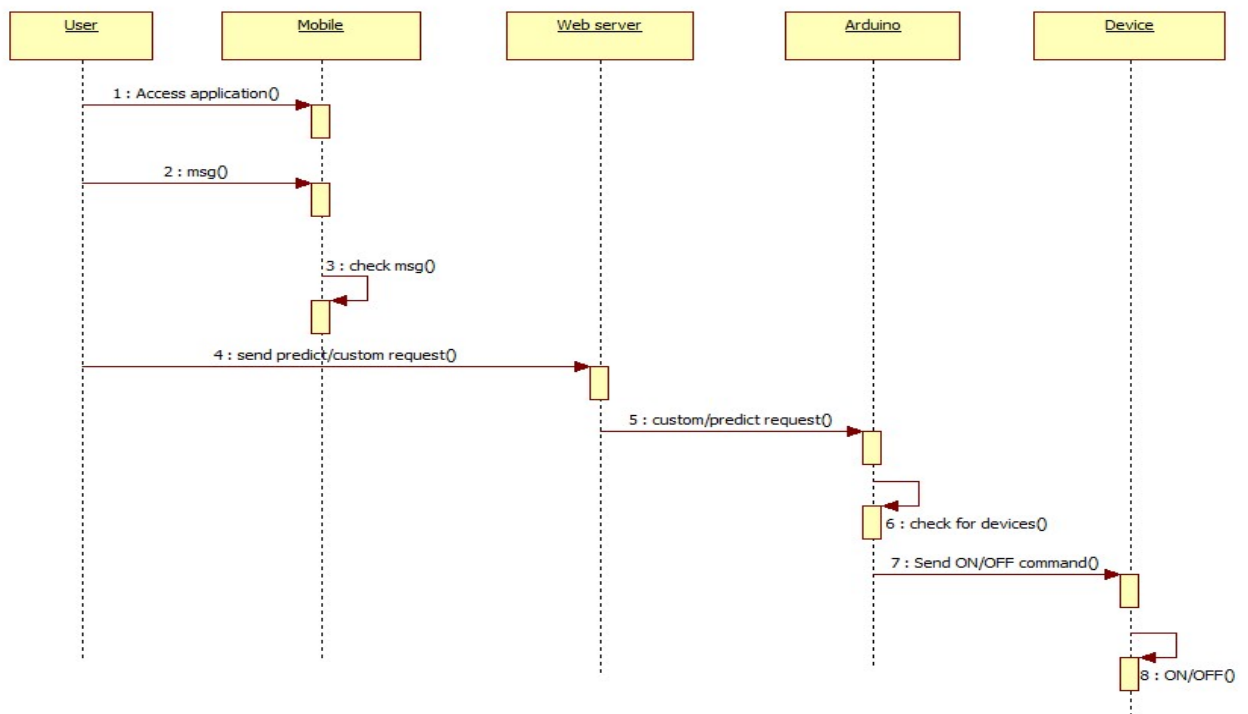 User
Mobile
Web server
Arduino
Device
1 : Access application()
2 : msg()
3 : check msg()
4 : send predict/custom request()
5 : custom/predict request()
6 : check for devices()
7 : Send ON/OFF command()
8 : ON/OFF()